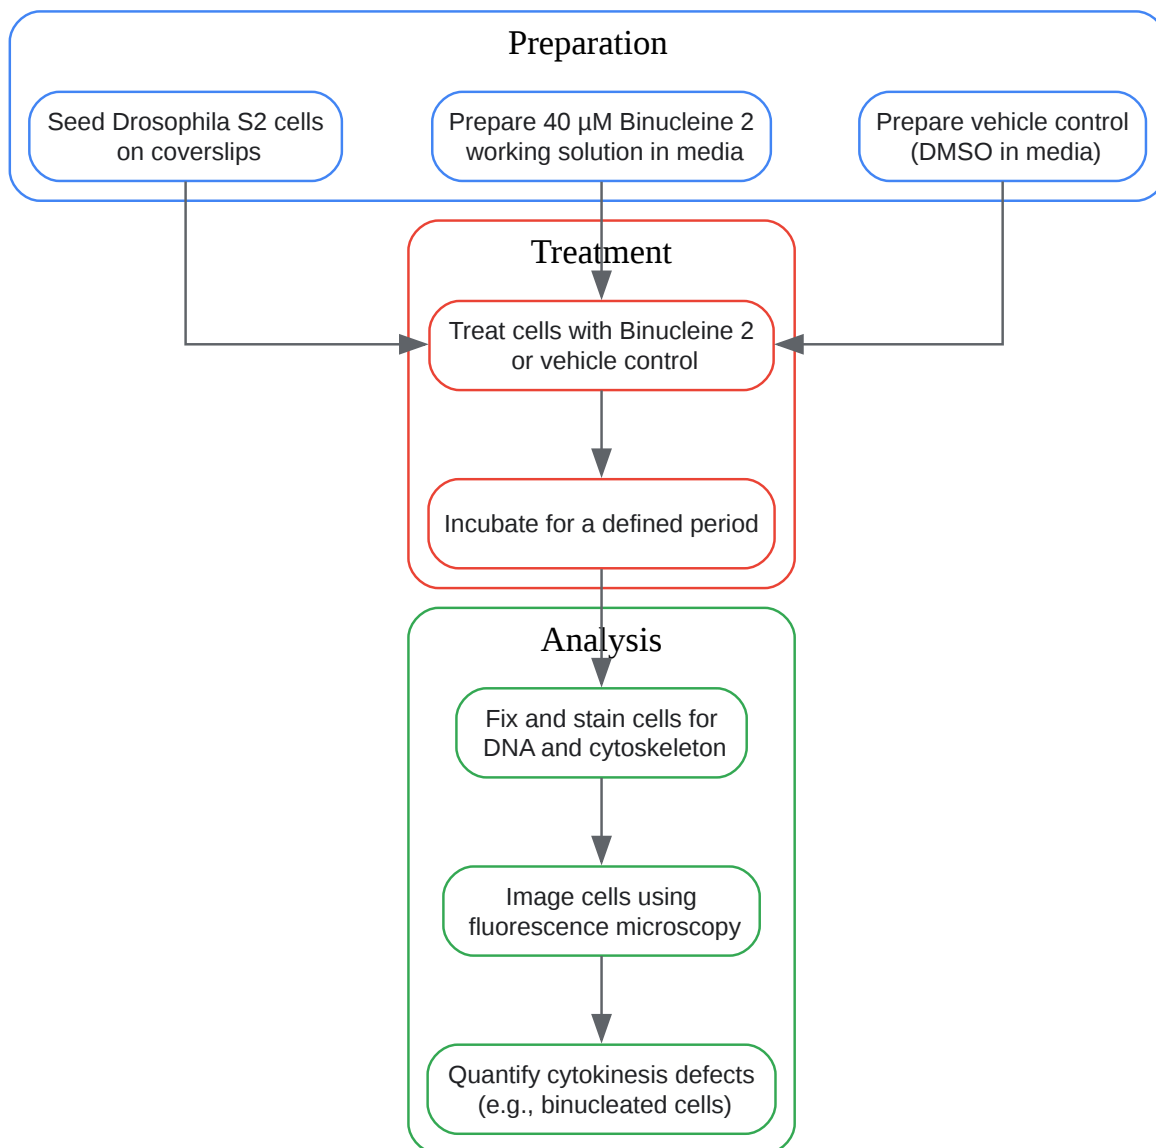 Preparation
Seed Drosophila S2 cells
on coverslips
Prepare 40 µM Binucleine 2
working solution in media
Prepare vehicle control
(DMSO in media)
Treatment
Treat cells with Binucleine 2
or vehicle control
Incubate for a defined period
Analysis
Fix and stain cells for
DNA and cytoskeleton
Image cells using
fluorescence microscopy
Quantify cytokinesis defects
(e.g., binucleated cells)